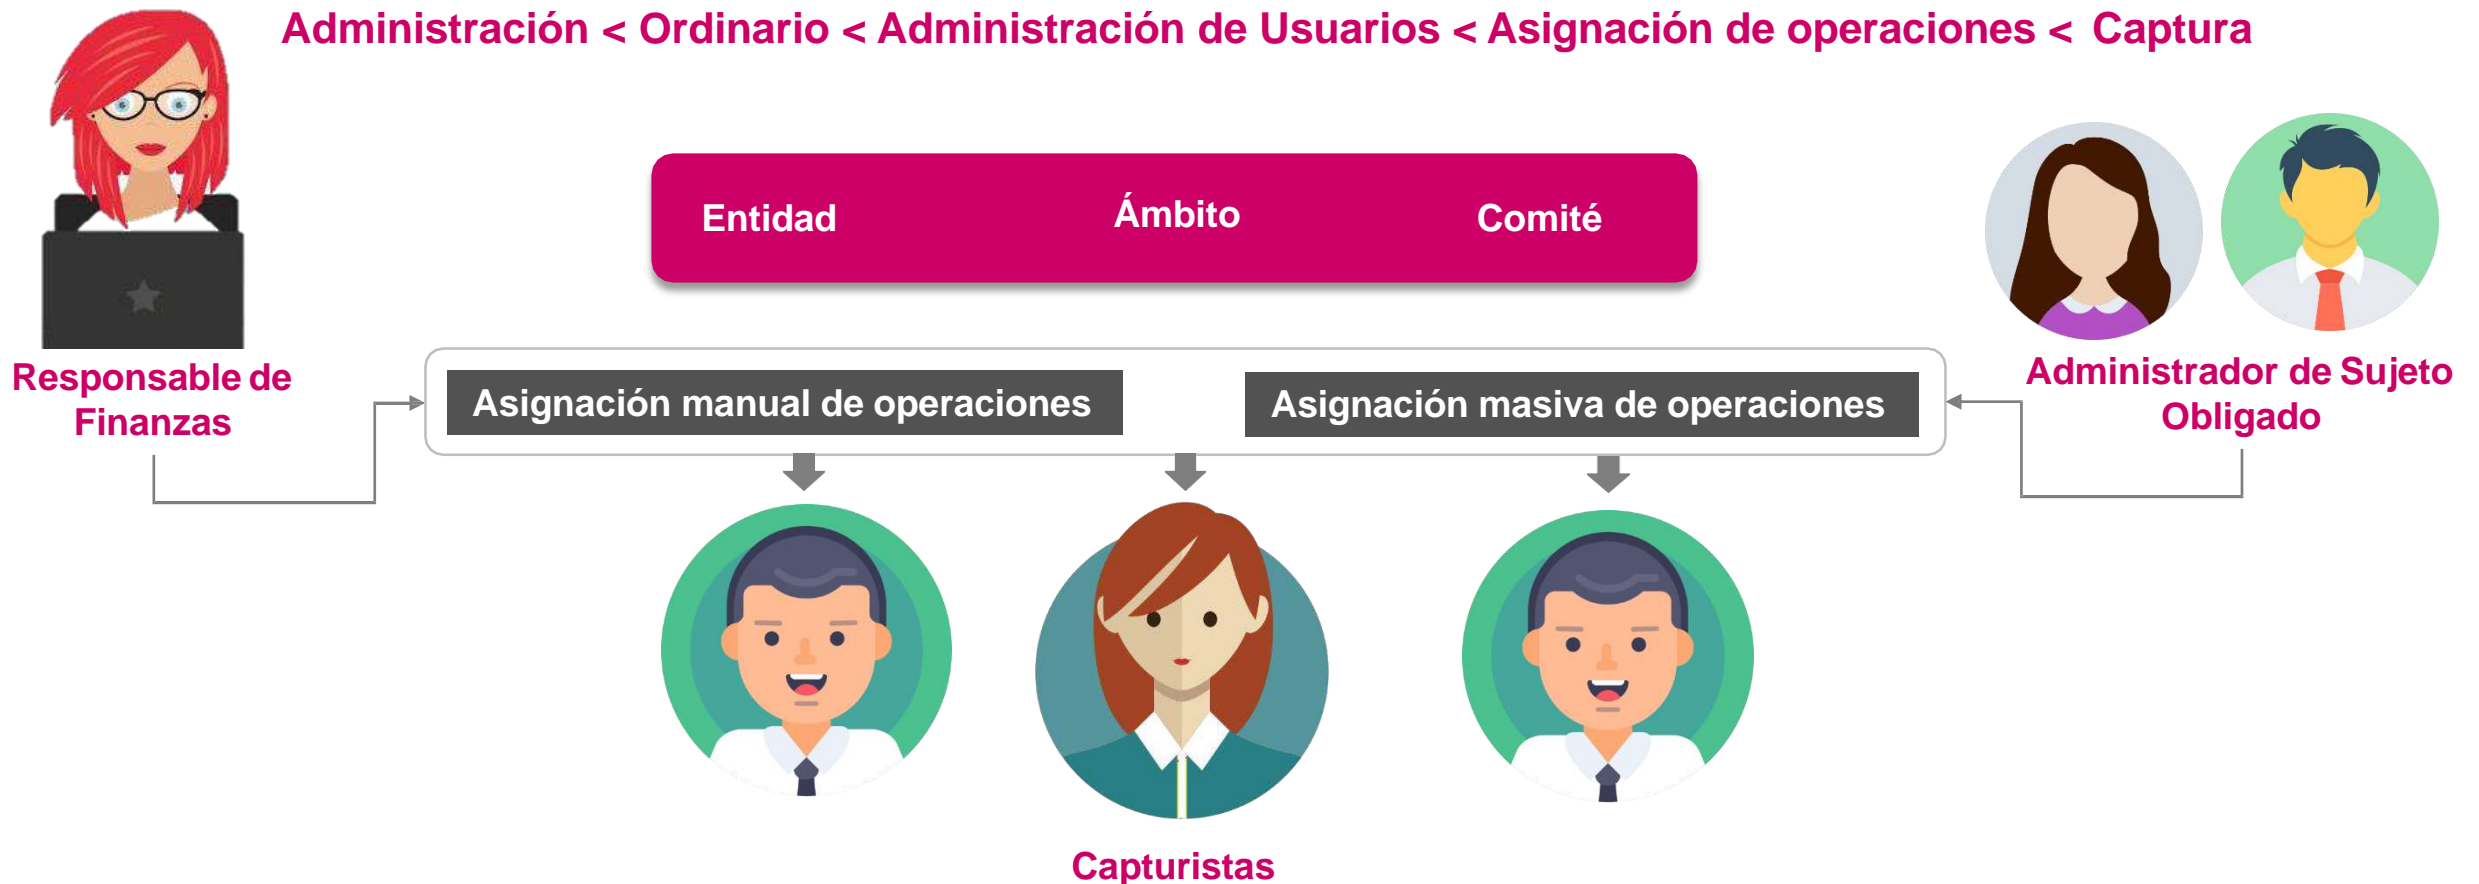 Administración < Ordinario < Administración de Usuarios < Asignación de operaciones < Captura
Entidad
Ámbito
Comité
Responsable de
Finanzas
Asignación manual de operaciones
Asignación masiva de operaciones
Administrador de Sujeto
Obligado
Capturistas